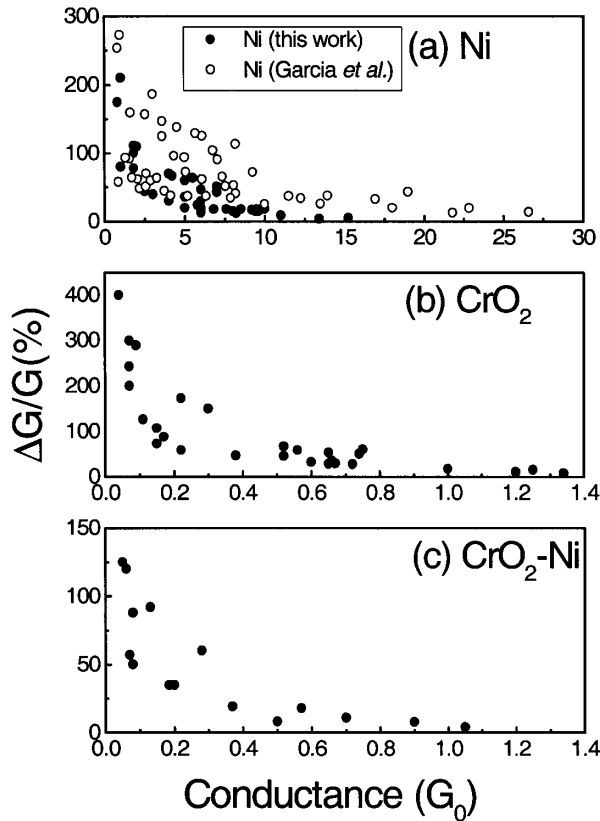 300
200
100
0
Ni (this work)
Ni (Garcia et al.)
(a) Ni
0 5 10 15 20 25 30
ΔG/G(%)
400
300
200
100
0
(b) CrO2
0.0 0.2 0.4 0.6 0.8 1.0 1.2 1.4
150
100
50
0
(c) CrO2-Ni
0.0 0.2 0.4 0.6 0.8 1.0 1.2 1.4
Conductance (G0)